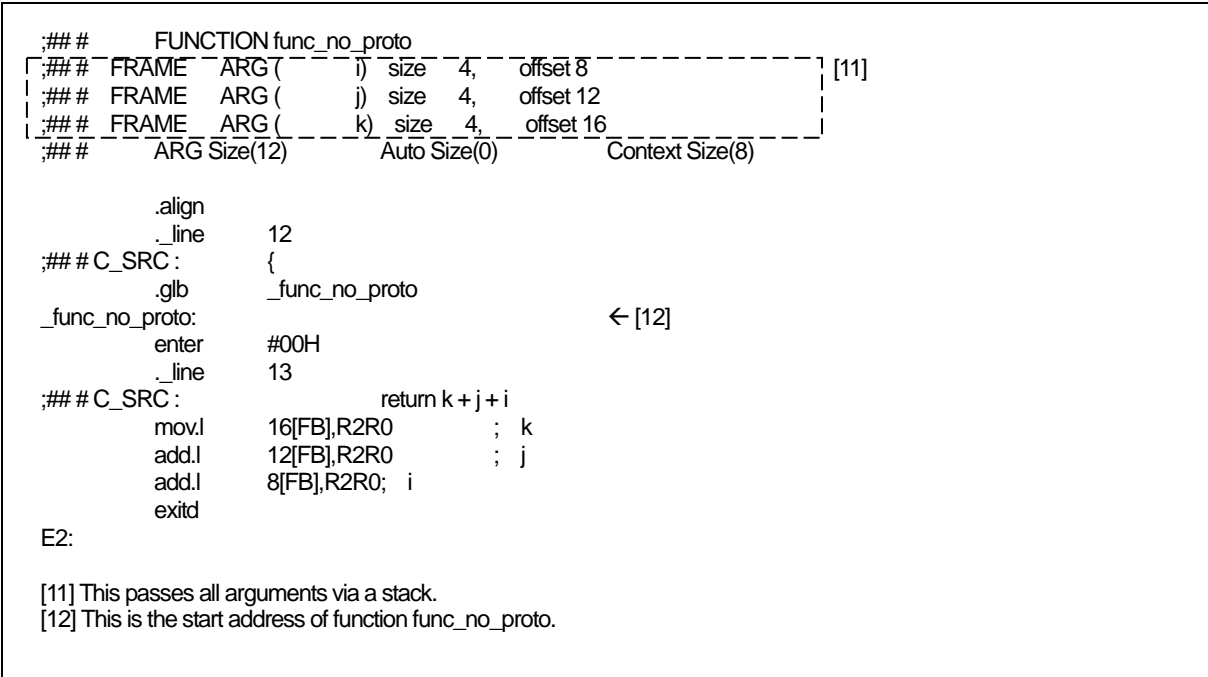 ;## # FUNCTION func_no_proto
;## # FRAME ARG ( i) size 4, offset 8 [11]
;## # FRAME ARG ( j) size 4, offset 12
;## # FRAME ARG ( k) size 4, offset 16
;## # ARG Size(12) Auto Size(0) Context Size(8)
.align
._line 12
;## # C_SRC : {
.glb _func_no_proto
_func_no_proto: ← [12]
enter #00H
._line 13
;## # C_SRC : return k + j + i
mov.l 16[FB],R2R0 ; k
add.l 12[FB],R2R0 ; j
add.l 8[FB],R2R0; i
exitd
E2:
[11] This passes all arguments via a stack.
[12] This is the start address of function func_no_proto.